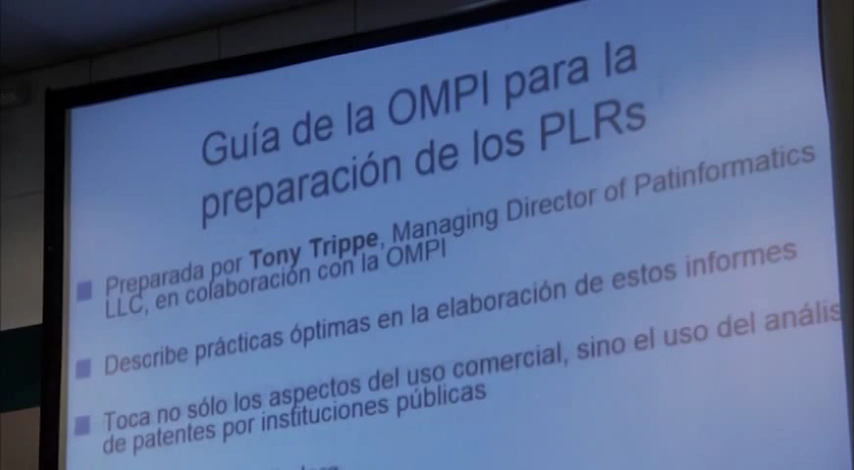 Guía de la OMPI para la
preparación de los PLRs
Preparada por Tony Trippe, Managing Director of Patinformatics
LLC, en colaboración con la OMPI
Describe prácticas óptimas en la elaboración de estos informes
Toca no sólo los aspectos del uso comercial, sino el uso del
de patentes por instituciones públicas